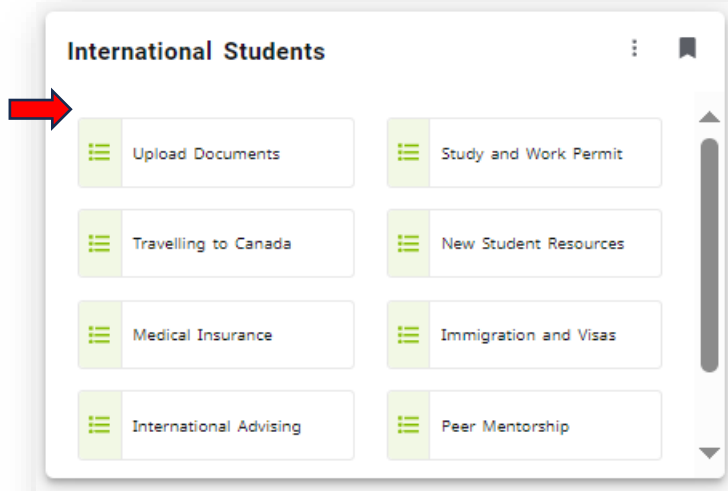 International Students
Upload Documents
Study and Work Permit
Travelling to Canada
New Student Resources
Medical Insurance
Immigration and Visas
International Advising
Peer Mentorship